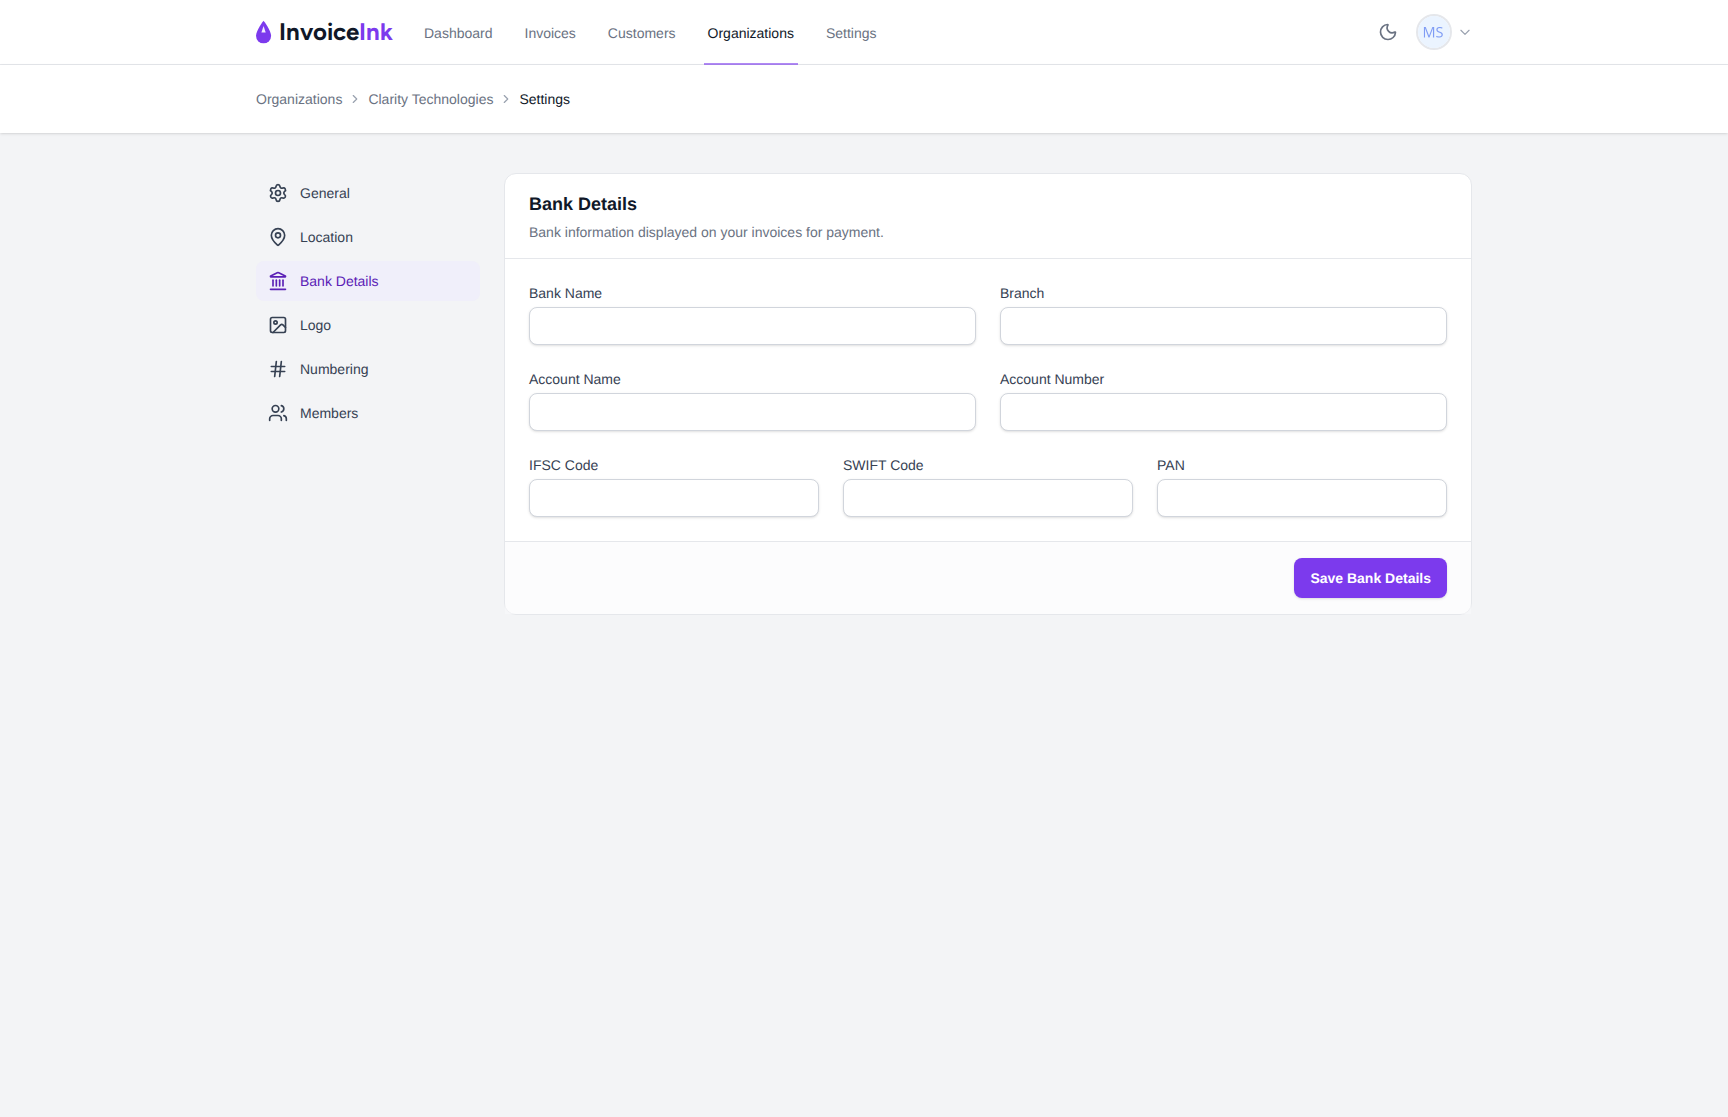 InvoiceInk
Dashboard
Invoices
Customers
Organizations
Settings
MS
Organizations
Clarity Technologies
Settings
General
Location
Bank Details
Logo
Numbering
Members
Bank Details
Bank information displayed on your invoices for payment.
Bank Name
Branch
Account Name
Account Number
IFSC Code
SWIFT Code
PAN
Save Bank Details